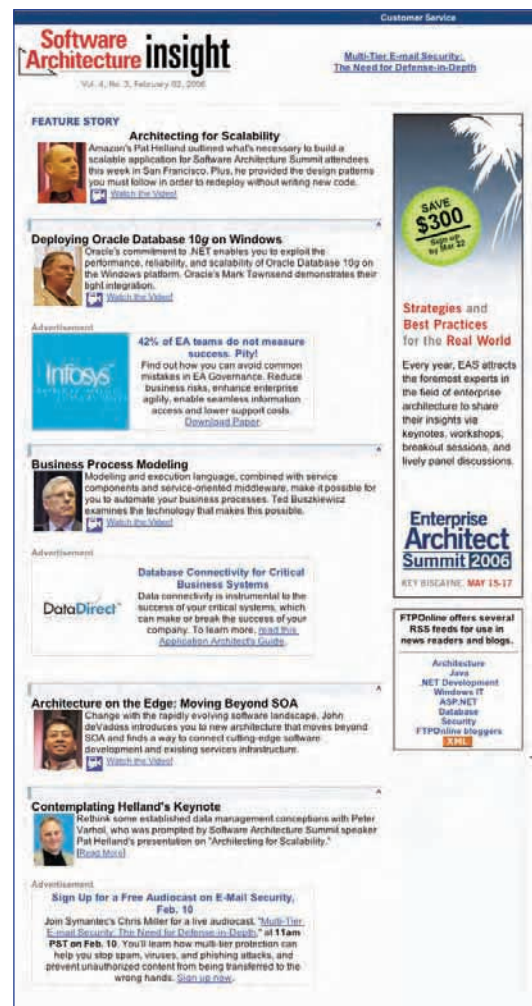 Customer Service
Software
Architecture insight
Vol. 4, No. 3, February 02, 2006
Multi-Tier E-mail Security:
The Need for Defense-in-Depth
FEATURE STORY
Architecting for Scalability
Amazon's Pat Helland outlined what's necessary to build a
scalable application for Software Architecture Summit attendees
this week in San Francisco. Plus, he provided the design patterns
you must follow in order to redeploy without writing new code.
Watch the Video!
^
Deploying Oracle Database 10g on Windows
Oracle's commitment to .NET enables you to exploit the
performance, reliability, and scalability of Oracle Database 10g on
the Windows platform. Oracle's Mark Townsend demonstrates their
tight integration.
Watch the Video!
Advertisement
Infosys
42% of EA teams do not measure
success. Pity!
Find out how you can avoid common
mistakes in EA Governance. Reduce
business risks, enhance enterprise
agility, enable seamless information
access and lower support costs.
Download Paper.
^
Business Process Modeling
Modeling and execution language, combined with service
components and service-oriented middleware, make it possible for
you to automate your business processes. Ted Buszkiewicz
examines the technology that makes this possible.
Watch the Video!
Advertisement
DataDirect
Database Connectivity for Critical
Business Systems
Data connectivity is instrumental to the
success of your critical systems, which
can make or break the success of your
company. To learn more, read this
Application Architect's Guide.
^
Architecture on the Edge: Moving Beyond SOA
Change with the rapidly evolving software landscape. John
deVadoss introduces you to new architecture that moves beyond
SOA and finds a way to connect cutting-edge software
development and existing services infrastructure.
Watch the Video!
^
Contemplating Helland's Keynote
Rethink some established data management conceptions with Peter
Varhol, who was prompted by Software Architecture Summit speaker
Pat Helland's presentation on "Architecting for Scalability."
[Read More]
Advertisement
Sign Up for a Free Audiocast on E-Mail Security,
Feb. 10
Join Symantec's Chris Miller for a live audiocast, "Multi-Tier
E-mail Security: The Need for Defense-in-Depth," at 11am
PST on Feb. 10. You'll learn how multi-tier protection can
help you stop spam, viruses, and phishing attacks, and
prevent unauthorized content from being transferred to the
wrong hands. Sign up now.
SAVE
$300
Sign up
by Mar 22
Strategies and
Best Practices
for the Real World
Every year, EAS attracts
the foremost experts in
the field of enterprise
architecture to share
their insights via
keynotes, workshops,
breakout sessions, and
lively panel discussions.
Enterprise
Architect
Summit 2006
KEY BISCAYNE, MAY 15-17
FTPOnline offers several
RSS feeds for use in
news readers and blogs.
Architecture
Java
.NET Development
Windows IT
ASP.NET
Database
Security
FTPOnline bloggers
XML